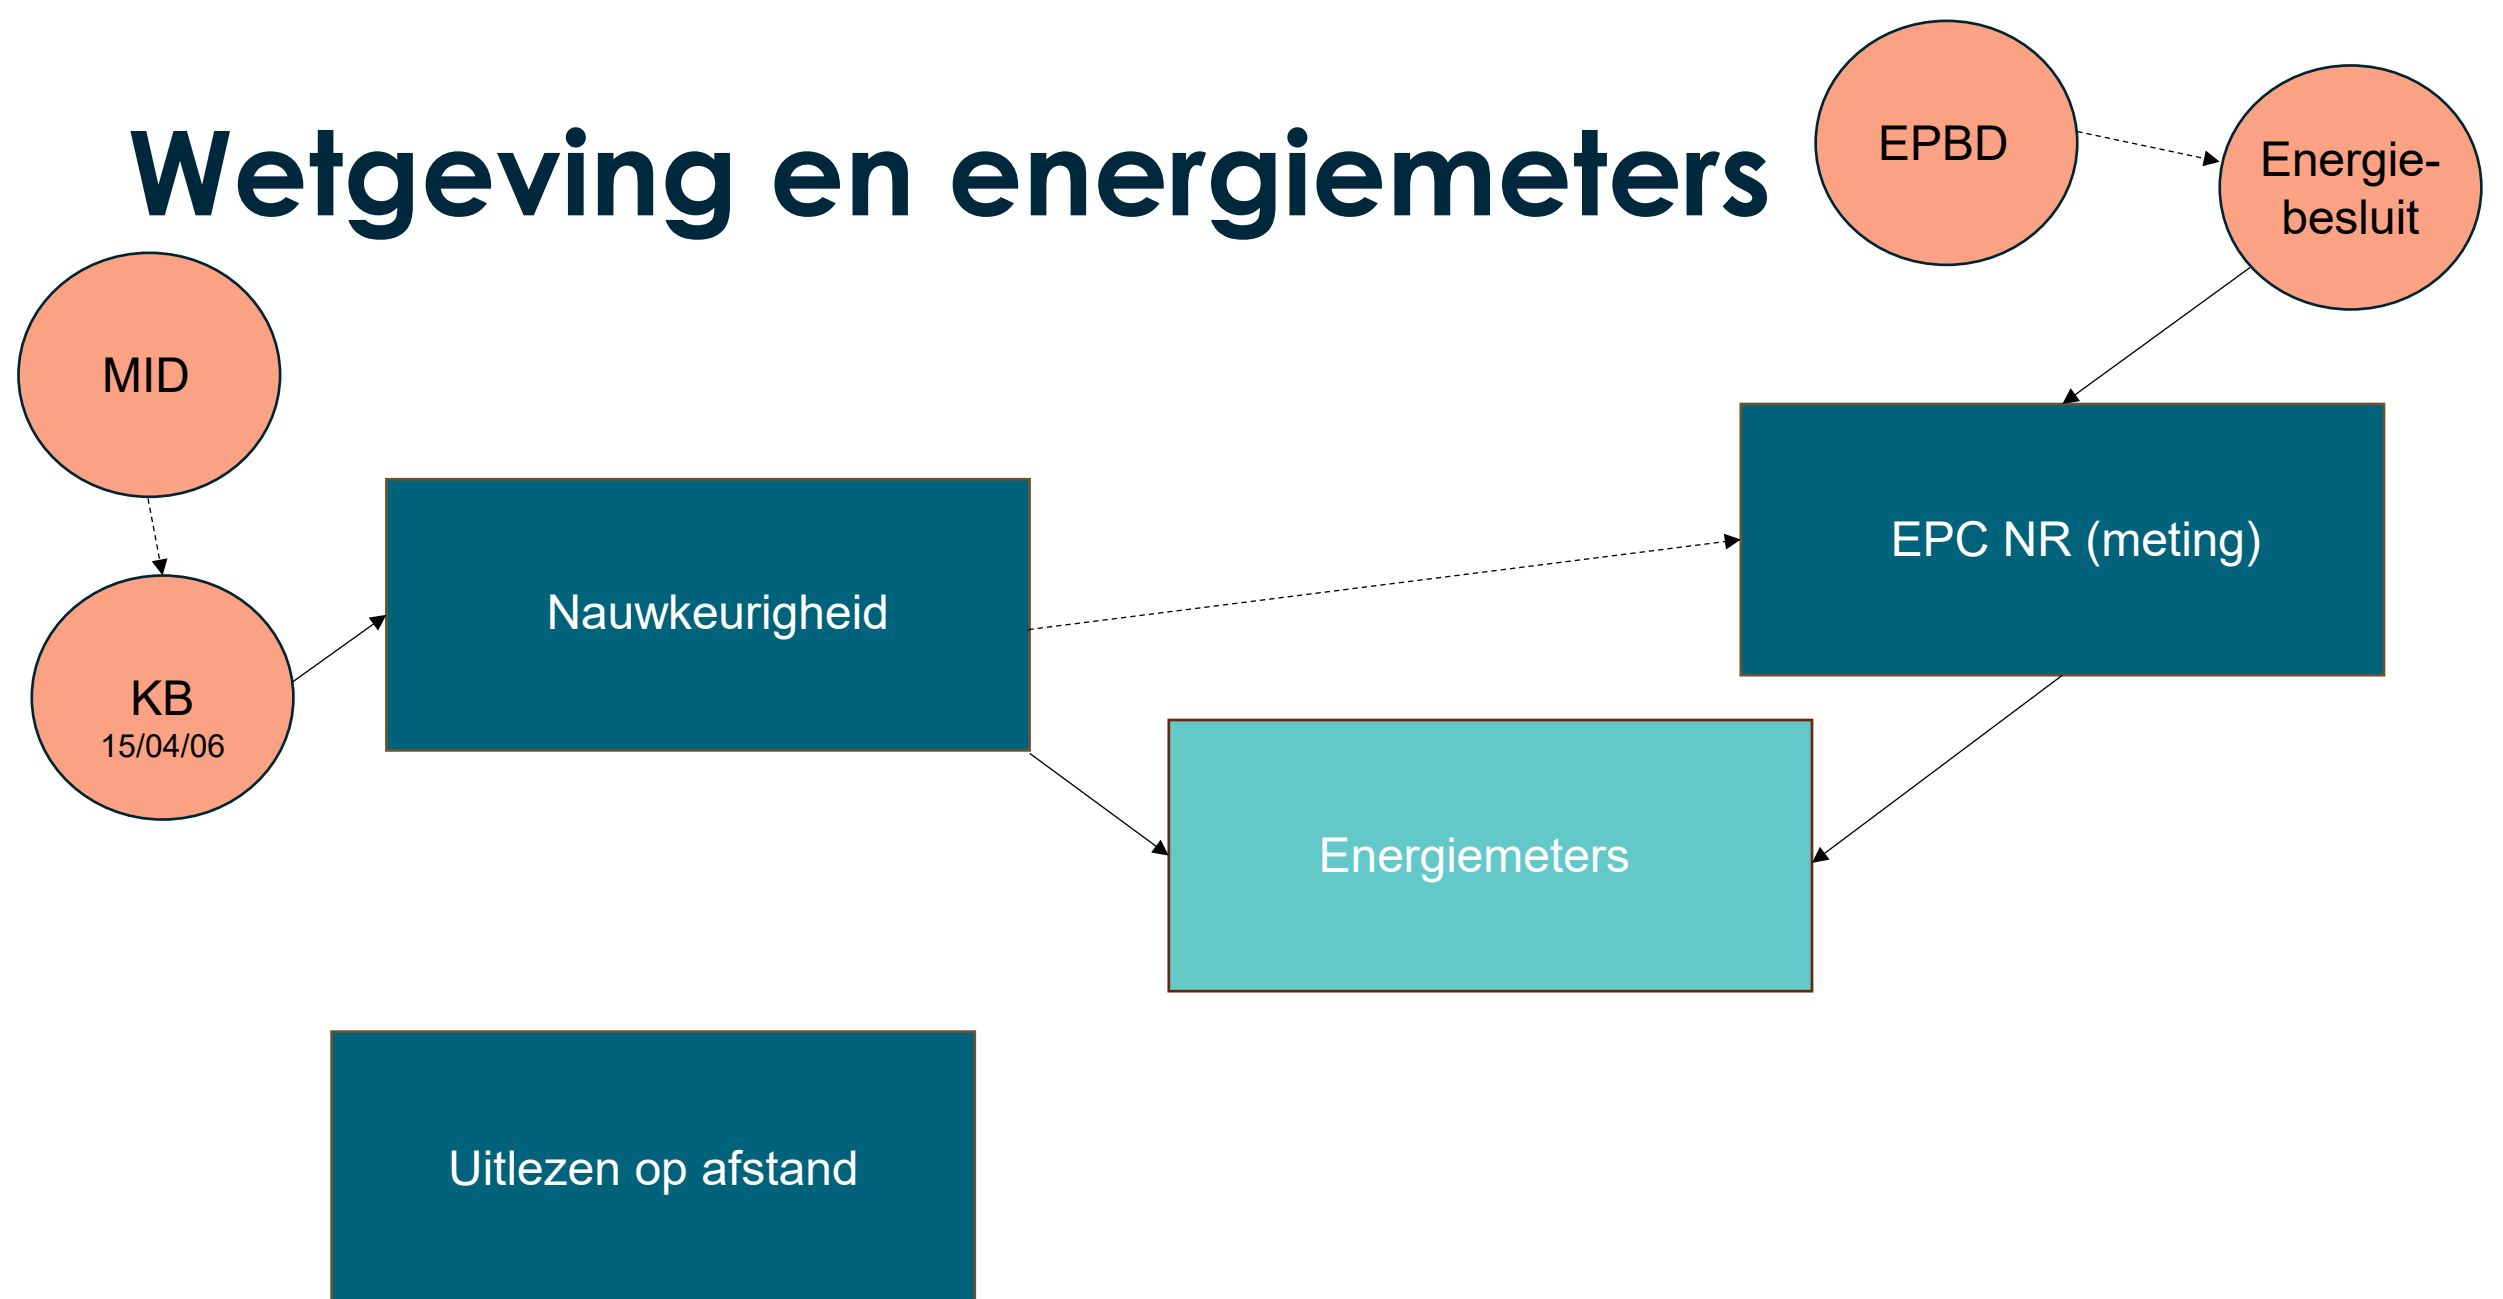 Wetgeving en energiemeters
EPBD
Energie-
besluit
MID
EPC NR (meting)
Nauwkeurigheid
KB
15/04/06
Energiemeters
Uitlezen op afstand